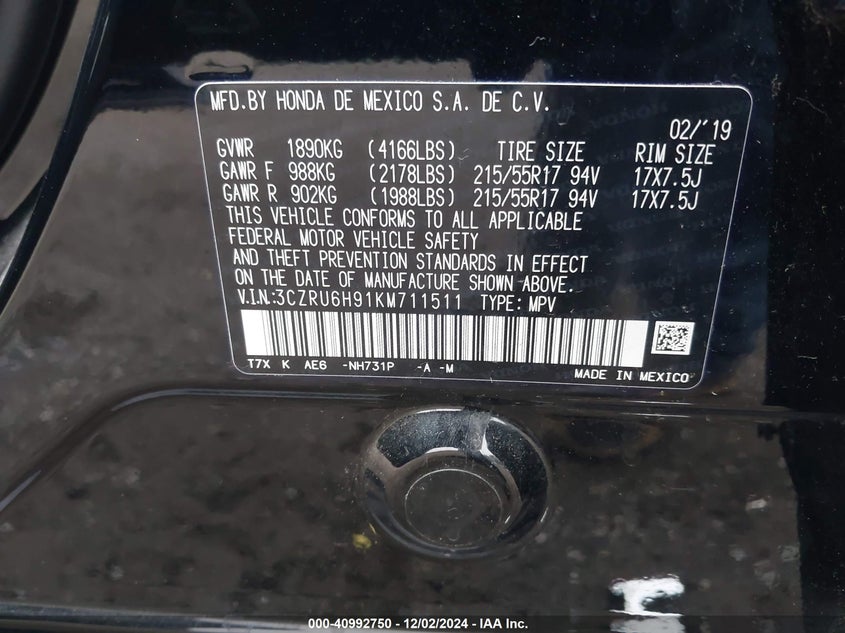 MFD.BY HONDA DE MEXICO S.A. DE C.V.
02/'19
GVWR 1890KG (4166LBS) TIRE SIZE RIM SIZE
GAWR F 988KG (2178LBS) 215/55R17 94V 17X7.5J
GAWR R 902KG (1988LBS) 215/55R17 94V 17X7.5J
THIS VEHICLE CONFORMS TO ALL APPLICABLE
FEDERAL MOTOR VEHICLE SAFETY
AND THEFT PREVENTION STANDARDS IN EFFECT
ON THE DATE OF MANUFACTURE SHOWN ABOVE.
V.I.N:3CZRU6H91KM711511 TYPE: MPV
T7X K AE6 -NH731P -A -M
MADE IN MEXICO
000-40992750 - 12/02/2024 - IAA Inc.